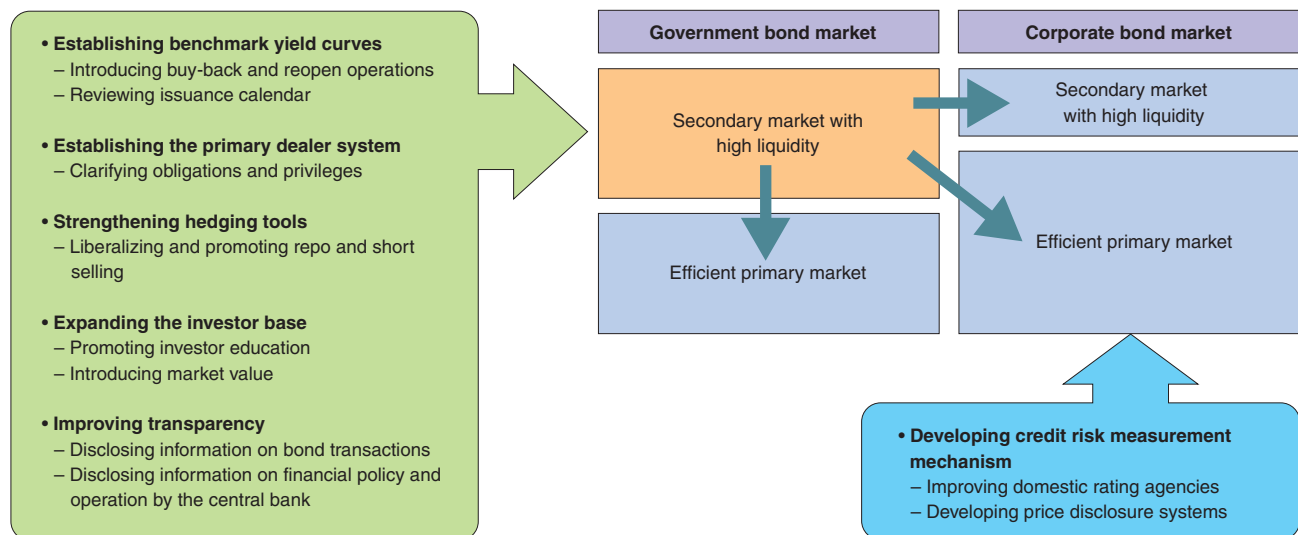 • Establishing benchmark yield curves
– Introducing buy-back and reopen operations
– Reviewing issuance calendar
• Establishing the primary dealer system
– Clarifying obligations and privileges
• Strengthening hedging tools
– Liberalizing and promoting repo and short
selling
• Expanding the investor base
– Promoting investor education
– Introducing market value
• Improving transparency
– Disclosing information on bond transactions
– Disclosing information on financial policy and
operation by the central bank
Government bond market
Corporate bond market
Secondary market with
high liquidity
Secondary market
with high liquidity
Efficient primary market
Efficient primary market
• Developing credit risk measurement
mechanism
– Improving domestic rating agencies
– Developing price disclosure systems